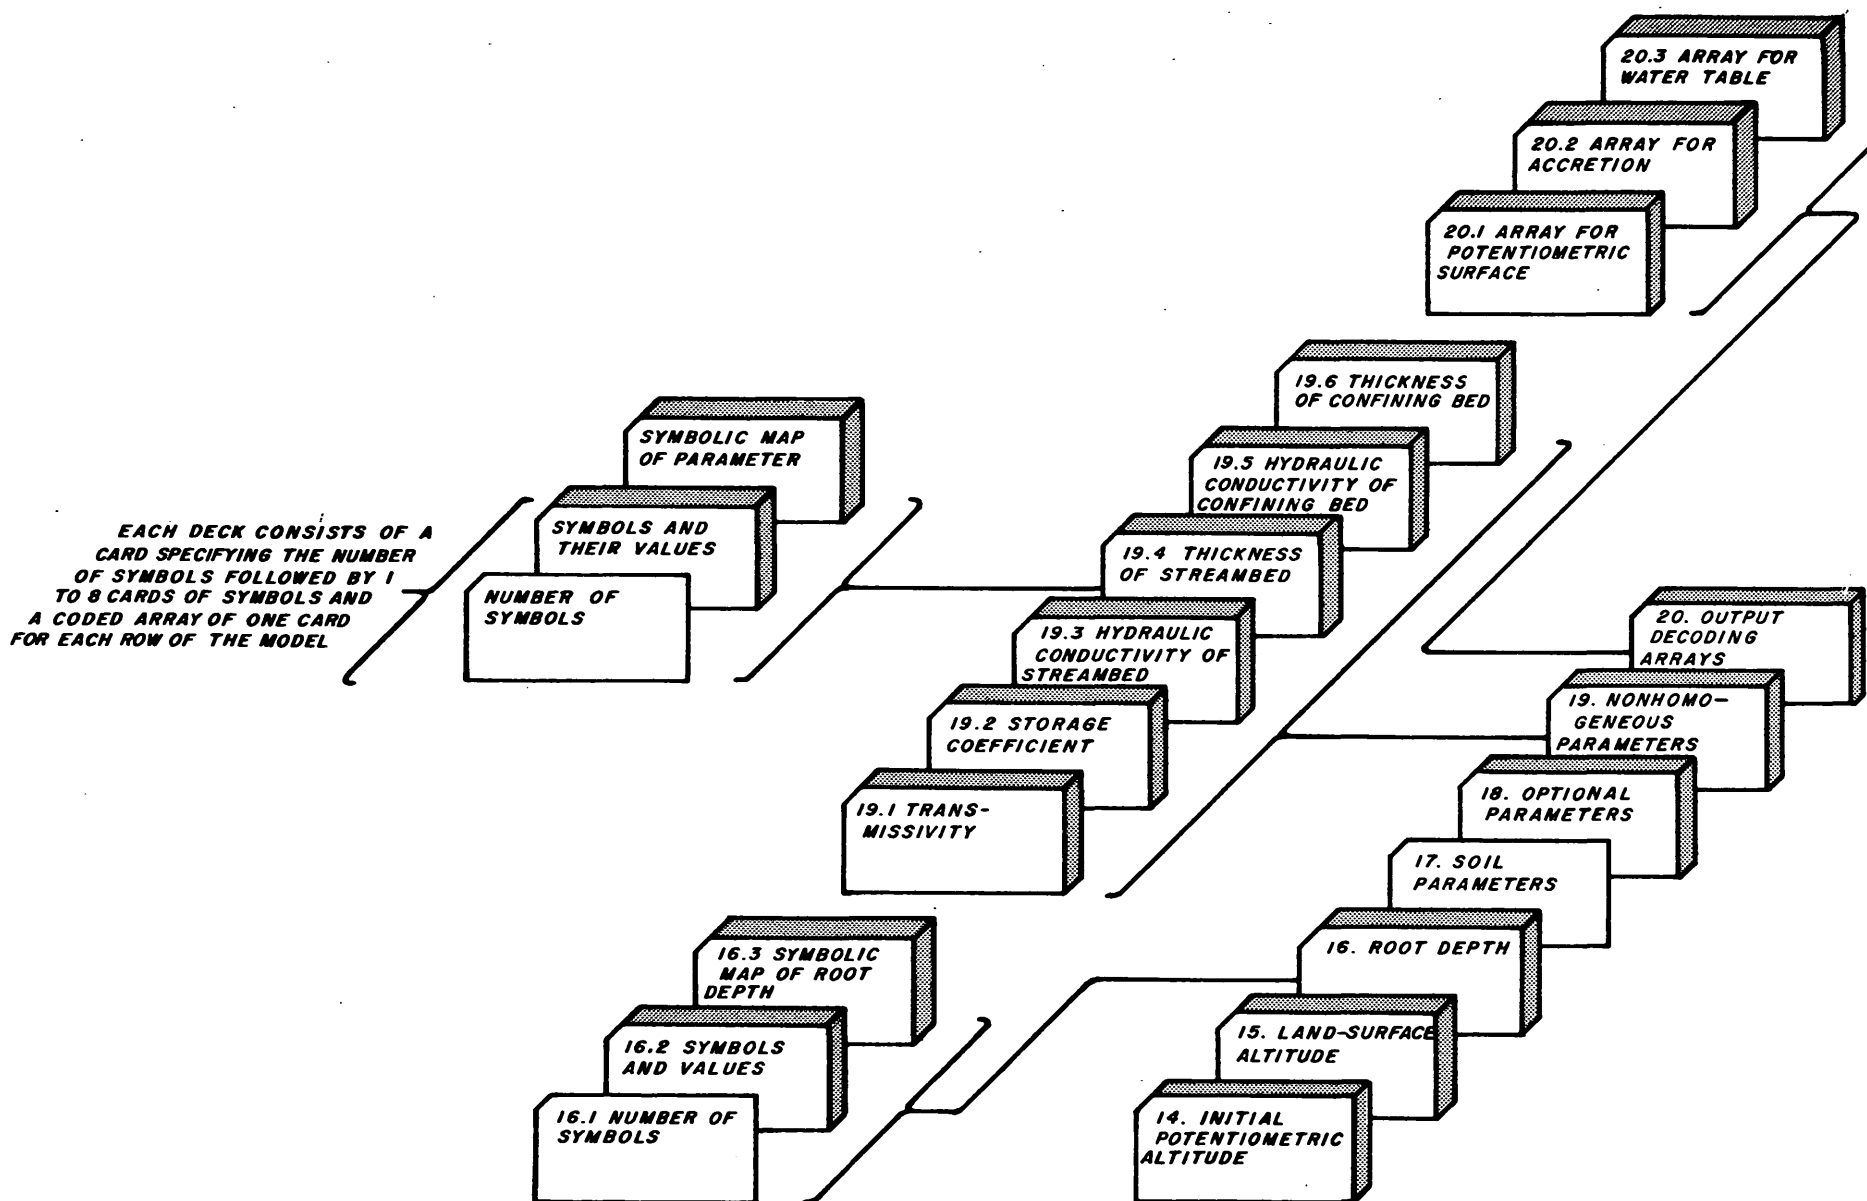 20.3 ARRAY FOR
WATER TABLE
20.2 ARRAY FOR
ACCRETION
20.1 ARRAY FOR
POTENTIOMETRIC
SURFACE
19.6 THICKNESS
OF CONFINING BED
19.5 HYDRAULIC
CONDUCTIVITY OF
CONFINING BED
19.4 THICKNESS
OF STREAMBED
19.3 HYDRAULIC
CONDUCTIVITY OF
STREAMBED
19.2 STORAGE
COEFFICIENT
19.1 TRANS-
MISSIVITY
SYMBOLIC MAP
OF PARAMETER
SYMBOLS AND
THEIR VALUES
NUMBER OF
SYMBOLS
EACH DECK CONSISTS OF A
CARD SPECIFYING THE NUMBER
OF SYMBOLS FOLLOWED BY 1
TO 8 CARDS OF SYMBOLS AND
A CODED ARRAY OF ONE CARD
FOR EACH ROW OF THE MODEL
20. OUTPUT
DECODING
ARRAYS
19. NONHOMO-
GENEOUS
PARAMETERS
18. OPTIONAL
PARAMETERS
17. SOIL
PARAMETERS
16. ROOT DEPTH
15. LAND-SURFACE
ALTITUDE
14. INITIAL
POTENTIOMETRIC
ALTITUDE
16.3 SYMBOLIC
MAP OF ROOT
DEPTH
16.2 SYMBOLS
AND VALUES
16.1 NUMBER OF
SYMBOLS